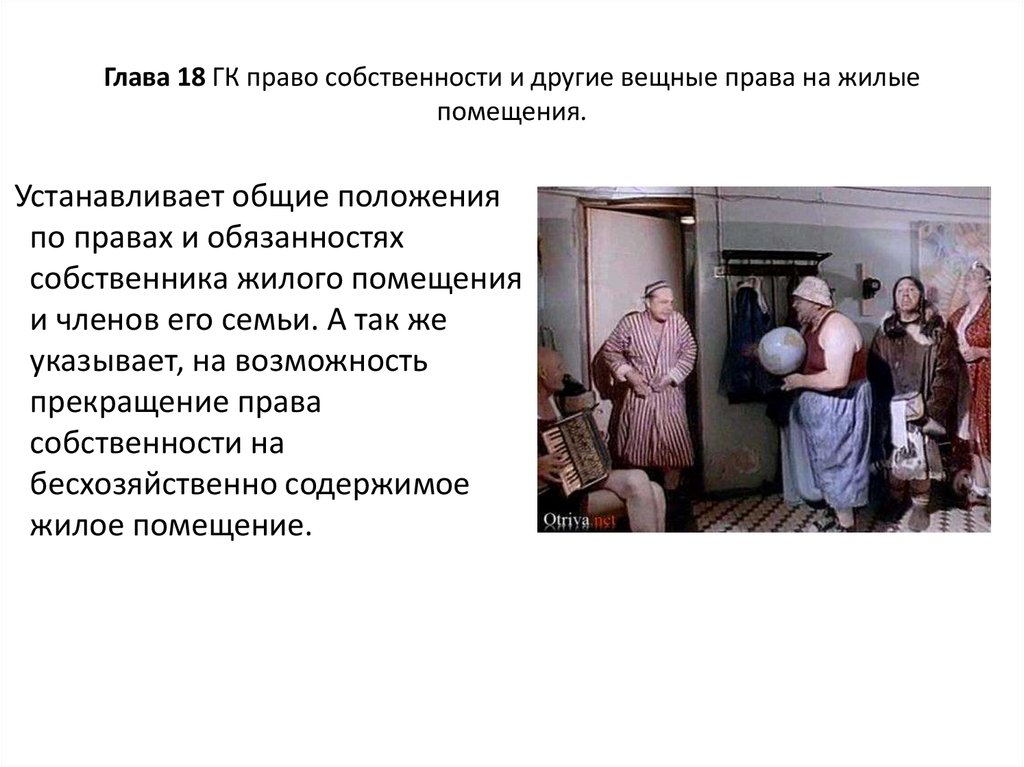 Глава 18 ГК право собственности и другие вещные права на жилые
помещения.
Устанавливает общие положения
по правах и обязанностях
собственника жилого помещения
и членов его семьи. А так же
указывает, на возможность
прекращение права
собственности на
бесхозяйственно содержимое
жилое помещение.
Otriva.net